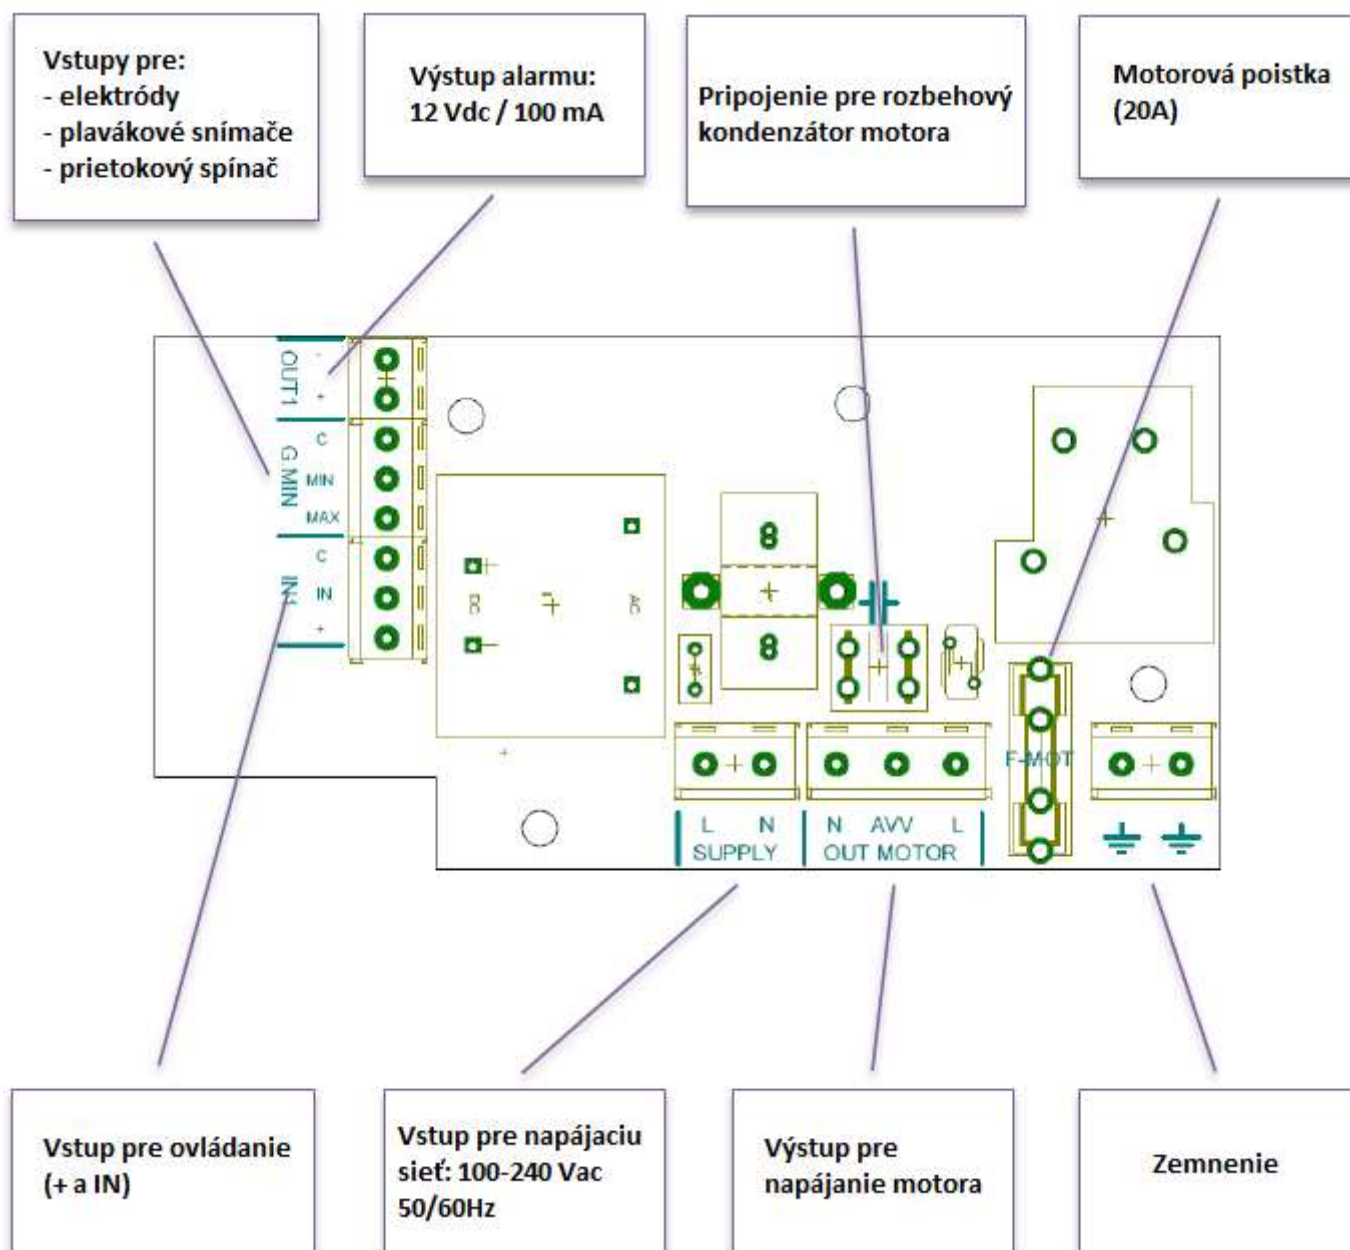 Vstupy pre:
- elektródy
- plavákové snímače
- prietokový spínač
Výstup alarmu:
12 Vdc / 100 mA
Pripojenie pre rozbehový
kondenzátor motora
Motorová poistka
(20A)
OUT1
-
+
G.MIN
C
MIN
MAX
IN1
C
IN
+
DC
AC
F-MOT
L N
SUPPLY
N AVV L
OUT MOTOR
Vstup pre ovládanie
(+ a IN)
Vstup pre napájaciu
sieť: 100-240 Vac
50/60Hz
Výstup pre
napájanie motora
Zemnenie